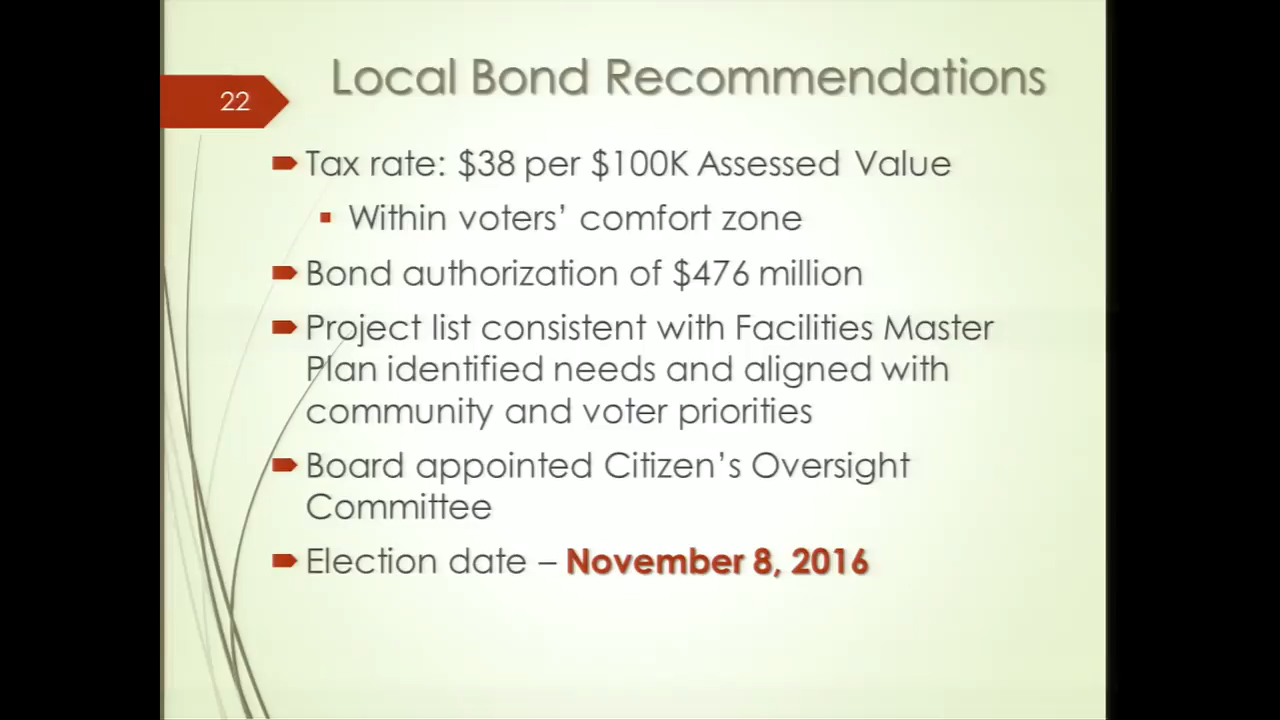 Local Bond Recommendations
22
Tax rate: $38 per $100K Assessed Value
Within voters’ comfort zone
Bond authorization of $476 million
Project list consistent with Facilities Master
Plan identified needs and aligned with
community and voter priorities
Board appointed Citizen’s Oversight
Committee
Election date – November 8, 2016